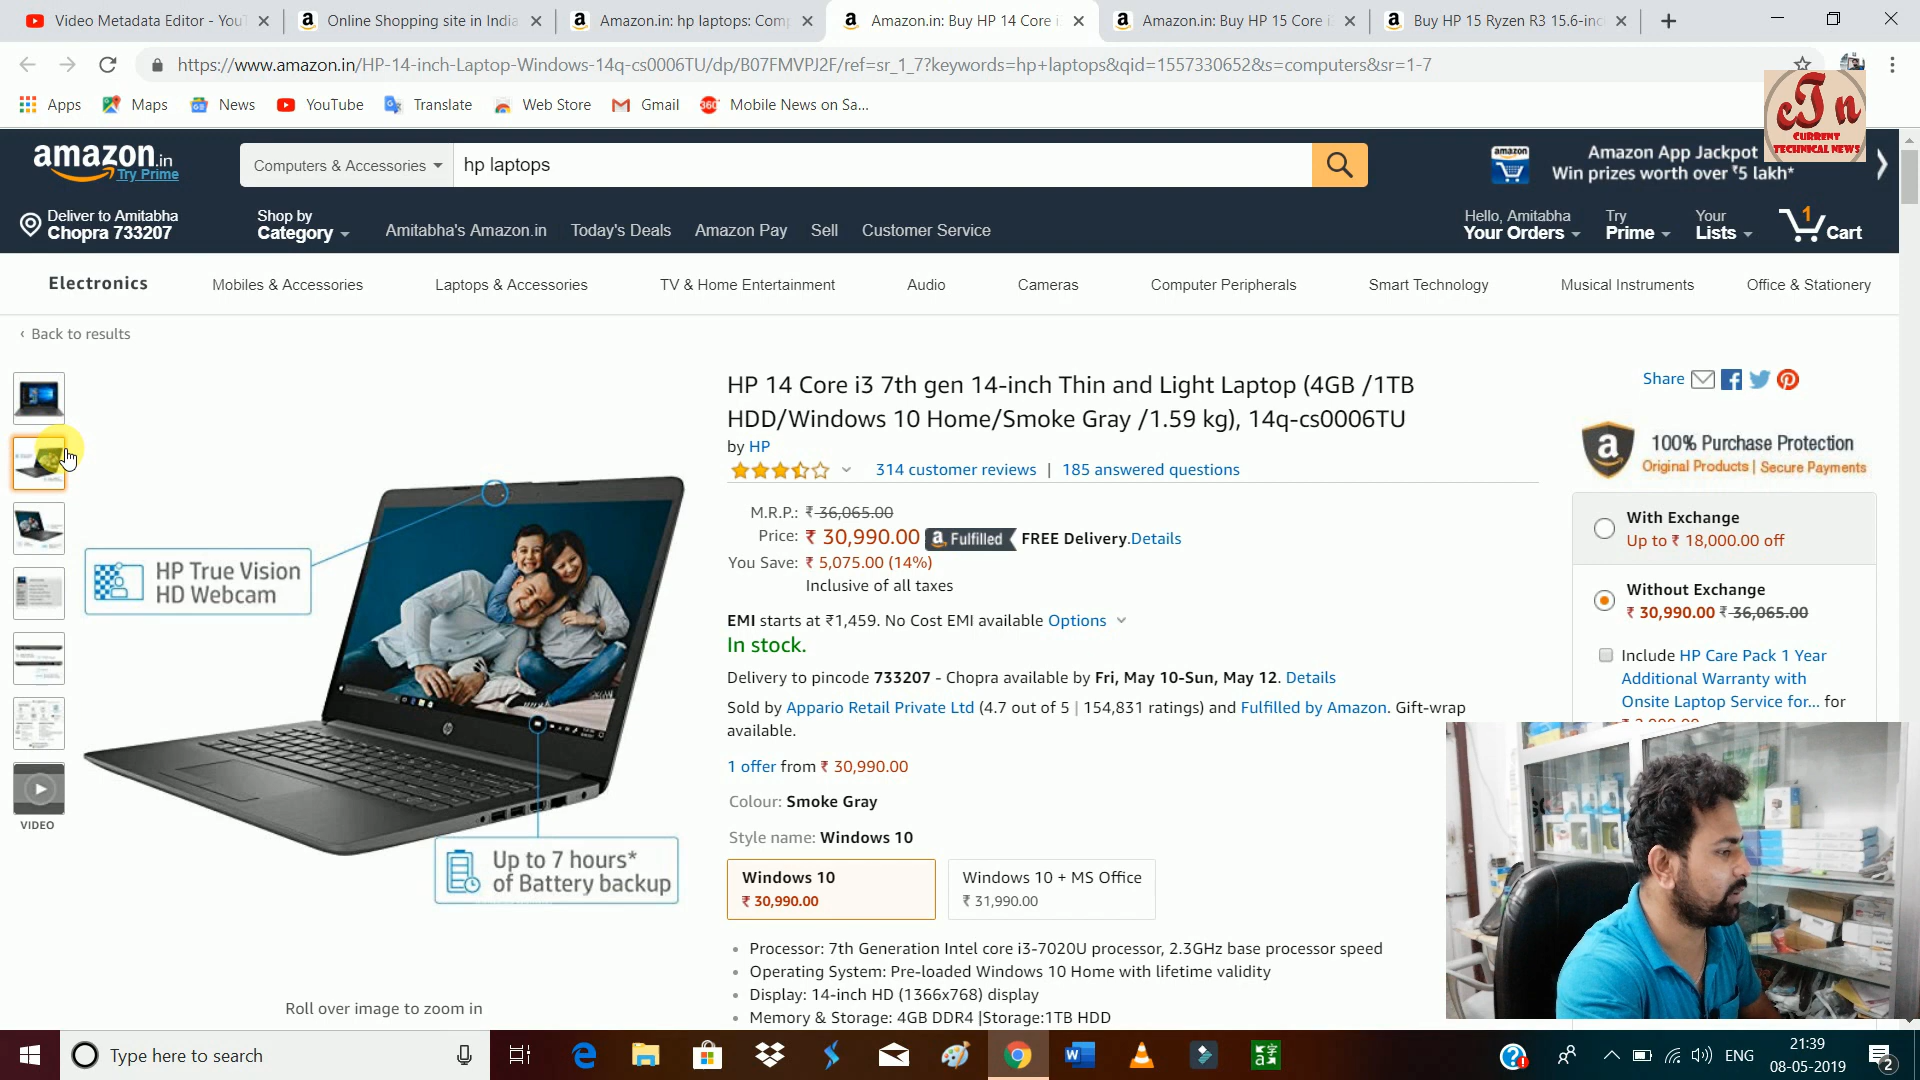 Video Metadata Editor - YouT
Online Shopping site in India
Amazon.in: hp laptops: Comp
Amazon.in: Buy HP 14 Core i
Amazon.in: Buy HP 15 Core i
Buy HP 15 Ryzen R3 15.6-inc
https://www.amazon.in/HP-14-inch-Laptop-Windows-14q-cs0006TU/dp/B07FMVPJ2F/ref=sr_1_7?keywords=hp+laptops&qid=1557330652&s=computers&sr=1-7
Apps
Maps
News
YouTube
Translate
Web Store
Gmail
360
Mobile News on Sa...
cTn
CURRENT
TECHNICAL NEWS
amazon.in
Try Prime
Computers & Accessories
hp laptops
amazon
Amazon App Jackpot
Win prizes worth over ₹5 lakh*
Deliver to Amitabha
Chopra 733207
Shop by
Category
Amitabha's Amazon.in
Today's Deals
Amazon Pay
Sell
Customer Service
Hello, Amitabha
Your Orders
Try
Prime
Your
Lists
1
Cart
Electronics
Mobiles & Accessories
Laptops & Accessories
TV & Home Entertainment
Audio
Cameras
Computer Peripherals
Smart Technology
Musical Instruments
Office & Stationery
‹ Back to results
VIDEO
HP True Vision
HD Webcam
Up to 7 hours*
of Battery backup
Roll over image to zoom in
HP 14 Core i3 7th gen 14-inch Thin and Light Laptop (4GB /1TB
HDD/Windows 10 Home/Smoke Gray /1.59 kg), 14q-cs0006TU
by HP
314 customer reviews | 185 answered questions
M.R.P.: ₹ 36,065.00
Price: ₹ 30,990.00 a Fulfilled FREE Delivery.Details
You Save: ₹ 5,075.00 (14%)
Inclusive of all taxes
EMI starts at ₹1,459. No Cost EMI available Options
In stock.
Delivery to pincode 733207 - Chopra available by Fri, May 10-Sun, May 12. Details
Sold by Appario Retail Private Ltd (4.7 out of 5 | 154,831 ratings) and Fulfilled by Amazon. Gift-wrap
available.
1 offer from ₹ 30,990.00
Colour: Smoke Gray
Style name: Windows 10
Windows 10
₹ 30,990.00
Windows 10 + MS Office
₹ 31,990.00
• Processor: 7th Generation Intel core i3-7020U processor, 2.3GHz base processor speed
• Operating System: Pre-loaded Windows 10 Home with lifetime validity
• Display: 14-inch HD (1366x768) display
• Memory & Storage: 4GB DDR4 |Storage:1TB HDD
Share
100% Purchase Protection
Original Products | Secure Payments
With Exchange
Up to ₹ 18,000.00 off
Without Exchange
₹ 30,990.00 ₹ 36,065.00
Include HP Care Pack 1 Year
Additional Warranty with
Onsite Laptop Service for... for
Type here to search
ENG
21:39
08-05-2019
2